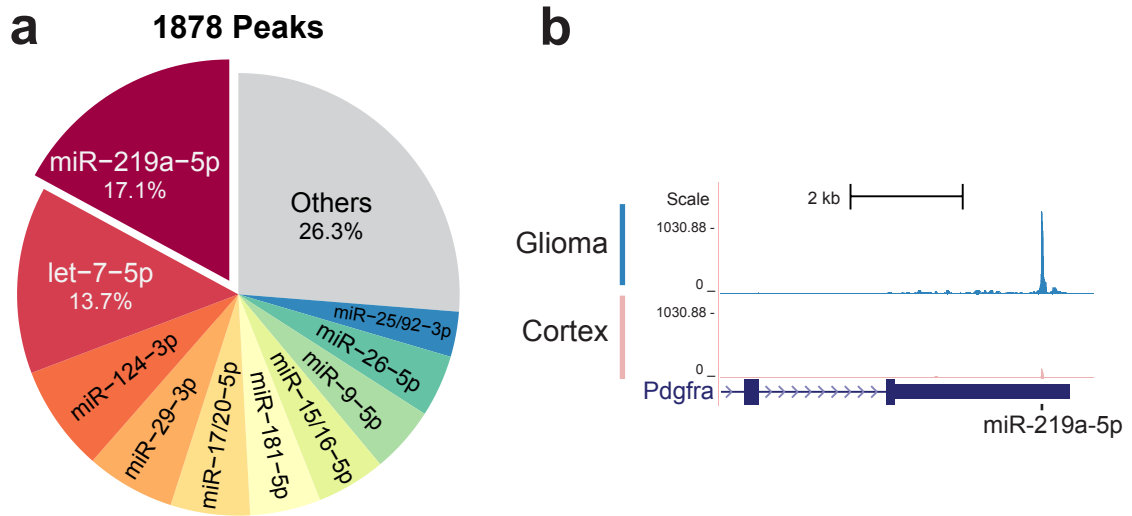 a
1878 Peaks
miR−219a−5p
17.1%
let−7−5p
13.7%
miR−124−3p
miR−29−3p
miR−17/20−5p
miR−181−5p
miR−15/16−5p
miR−9−5p
miR−26−5p
miR−25/92−3p
Others
26.3%
b
Scale
2 kb
Glioma
1030.88 -
0
Cortex
1030.88 -
0
Pdgfra
miR-219a-5p